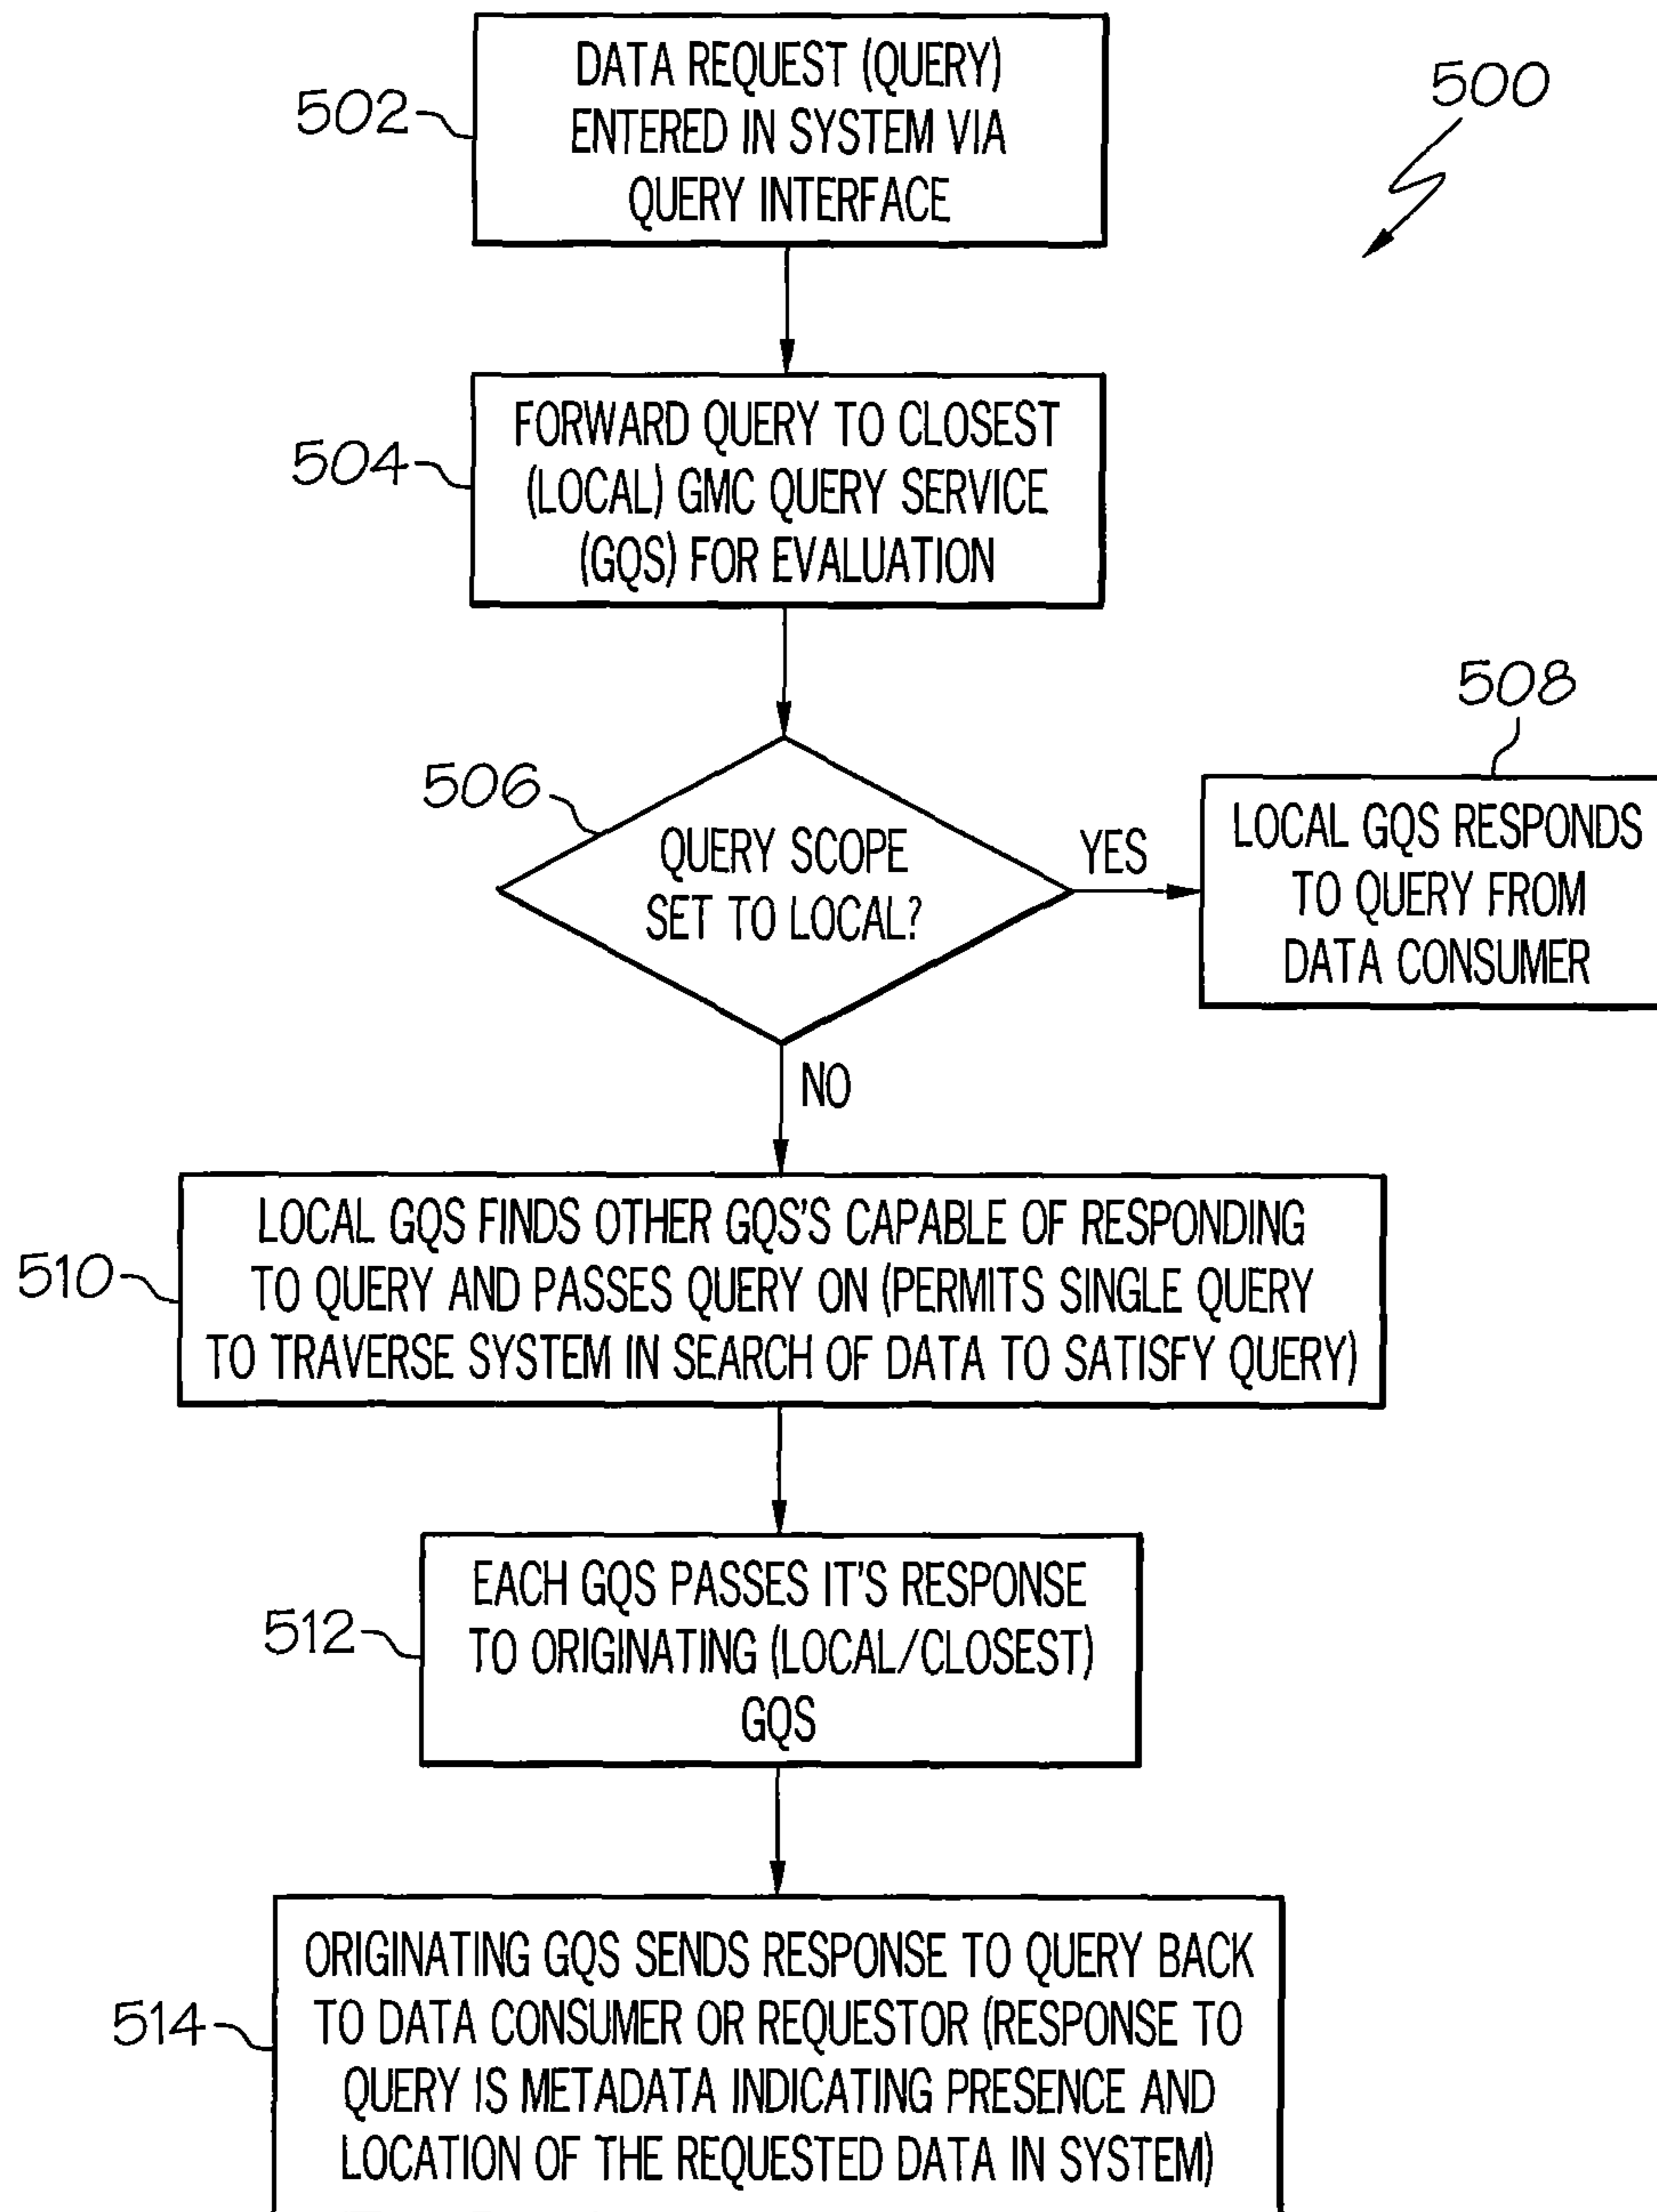 DATA REQUEST (QUERY)
ENTERED IN SYSTEM VIA
QUERY INTERFACE
502
500
FORWARD QUERY TO CLOSEST
(LOCAL) GMC QUERY SERVICE
(GQS) FOR EVALUATION
504
506
QUERY SCOPE
SET TO LOCAL?
YES
508
LOCAL GQS RESPONDS
TO QUERY FROM
DATA CONSUMER
NO
510
LOCAL GQS FINDS OTHER GQS'S CAPABLE OF RESPONDING
TO QUERY AND PASSES QUERY ON (PERMITS SINGLE QUERY
TO TRAVERSE SYSTEM IN SEARCH OF DATA TO SATISFY QUERY)
512
EACH GQS PASSES IT'S RESPONSE
TO ORIGINATING (LOCAL/CLOSEST)
GQS
514
ORIGINATING GQS SENDS RESPONSE TO QUERY BACK
TO DATA CONSUMER OR REQUESTOR (RESPONSE TO
QUERY IS METADATA INDICATING PRESENCE AND
LOCATION OF THE REQUESTED DATA IN SYSTEM)